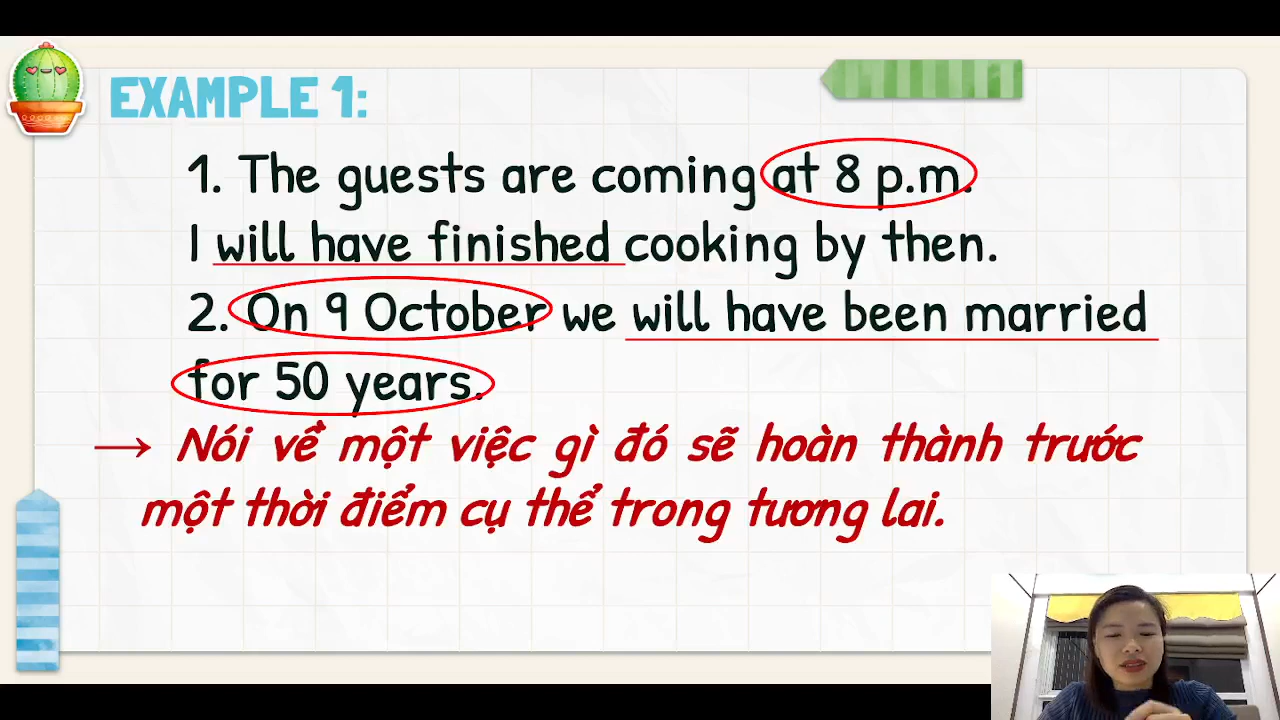 EXAMPLE 1:
1. The guests are coming at 8 p.m.
I will have finished cooking by then.
2. On 9 October we will have been married
for 50 years.
→ Nói về một việc gì đó sẽ hoàn thành trước
một thời điểm cụ thể trong tương lai.